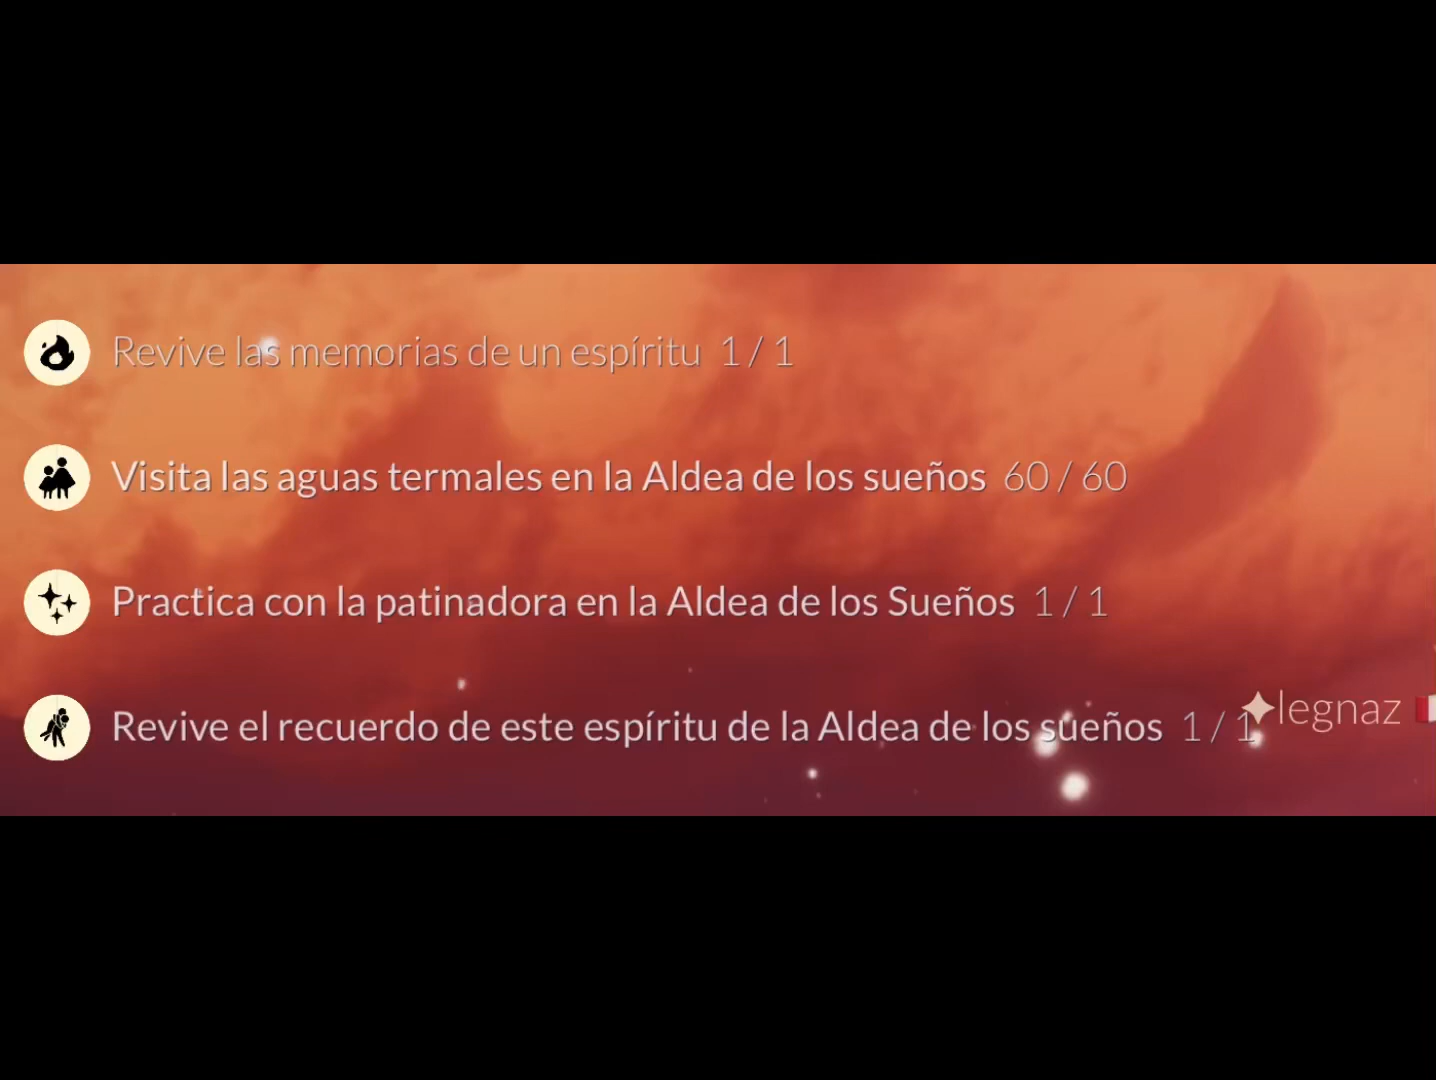 Revive las memorias de un espíritu 1 / 1
Visita las aguas termales en la Aldea de los sueños 60 / 60
Practica con la patinadora en la Aldea de los Sueños 1 / 1
Revive el recuerdo de este espíritu de la Aldea de los sueños 1 / 1
legnaz